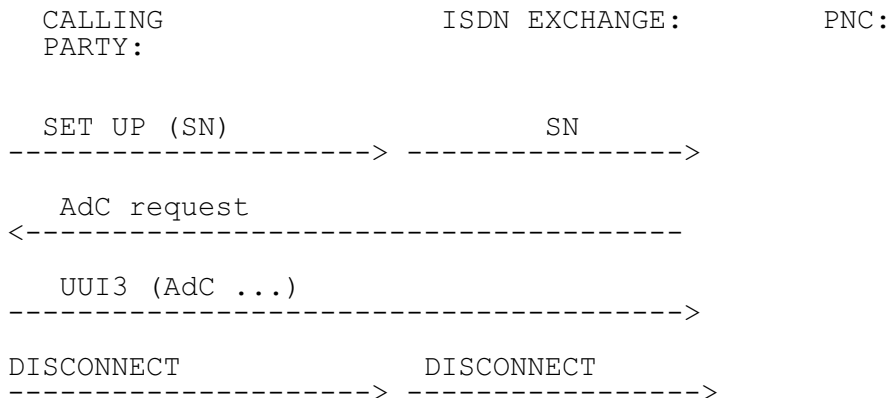 CALLING ISDN EXCHANGE: PNC:
PARTY:
SET UP (SN) SN
---------------------> ---------------->
AdC request
<--------------------------------------
UUI3 (AdC ...)
--------------------------------------->
DISCONNECT DISCONNECT
---------------------> ----------------->